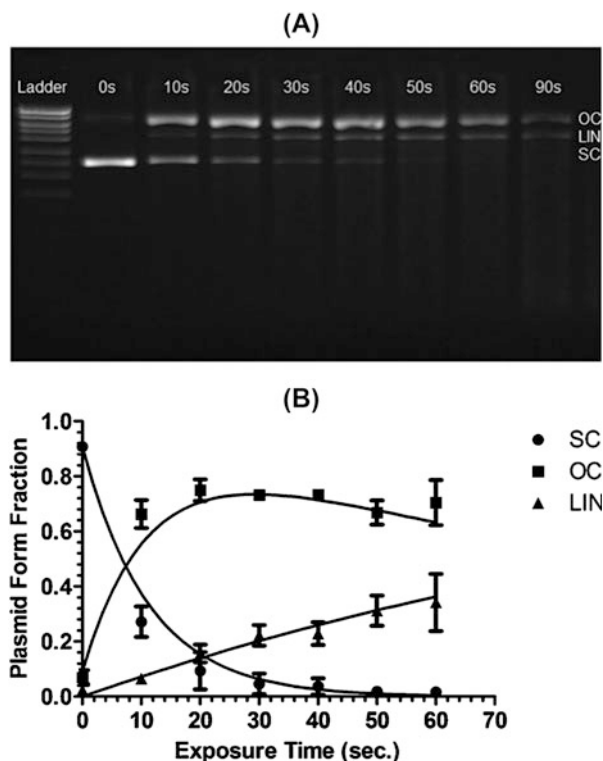 (A)
Ladder 0s 10s 20s 30s 40s 50s 60s 90s
OC
LIN
SC
(B)
SC
OC
LIN
Plasmid Form Fraction
1.0
0.8
0.6
0.4
0.2
0.0
0 10 20 30 40 50 60 70
Exposure Time (sec.)